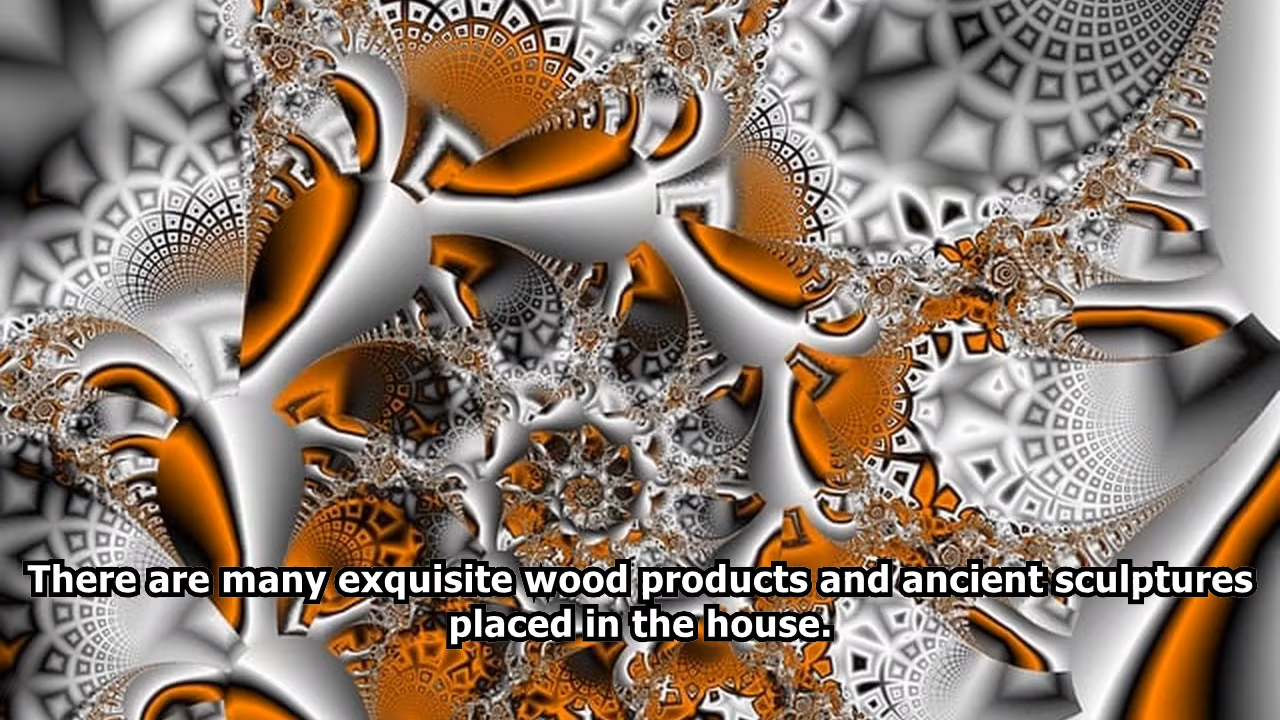 There are many exquisite wood products and ancient sculptures
placed in the house.